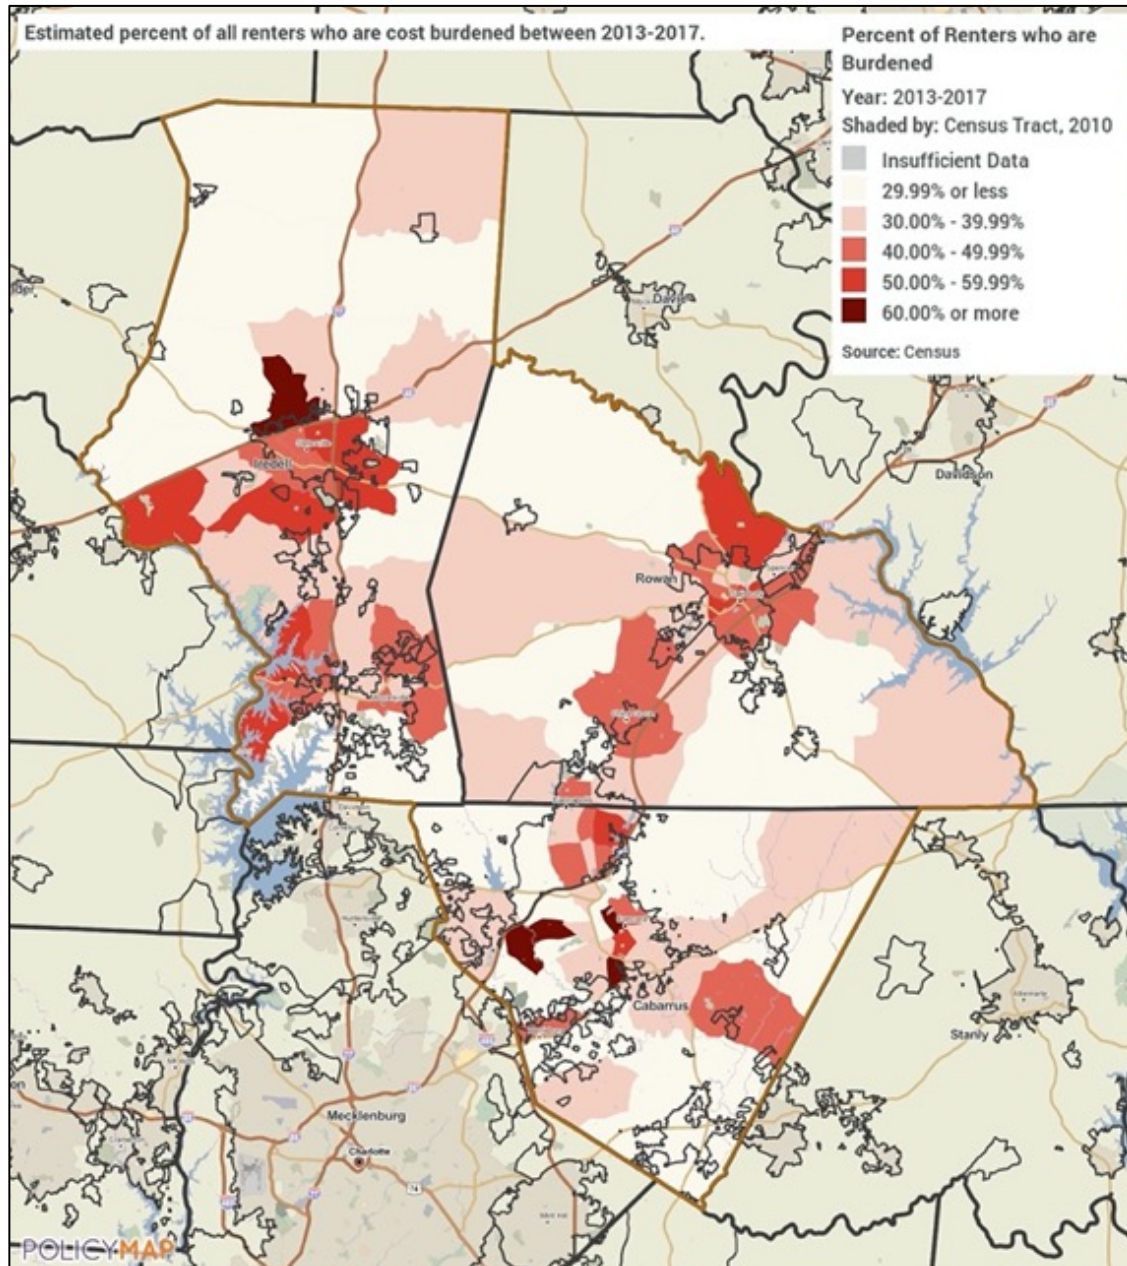 Estimated percent of all renters who are cost burdened between 2013-2017.
Percent of Renters who are
Burdened
Year: 2013-2017
Shaded by: Census Tract, 2010
Insufficient Data
29.99% or less
30.00% - 39.99%
40.00% - 49.99%
50.00% - 59.99%
60.00% or more
Source: Census
Davie
Davidson
Iredell
Rowan
Cabarrus
Stanly
Mecklenburg
Charlotte
POLICYMAP